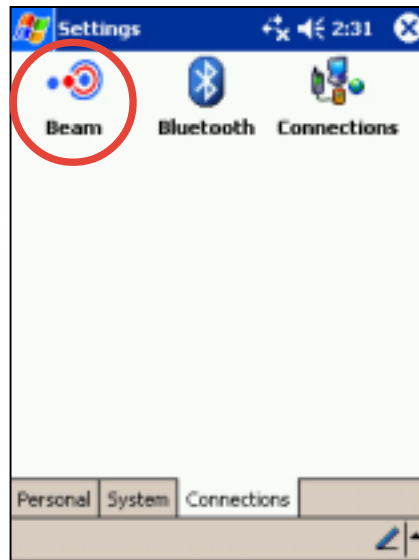 Settings 2:31
Beam Bluetooth Connections
Personal System Connections